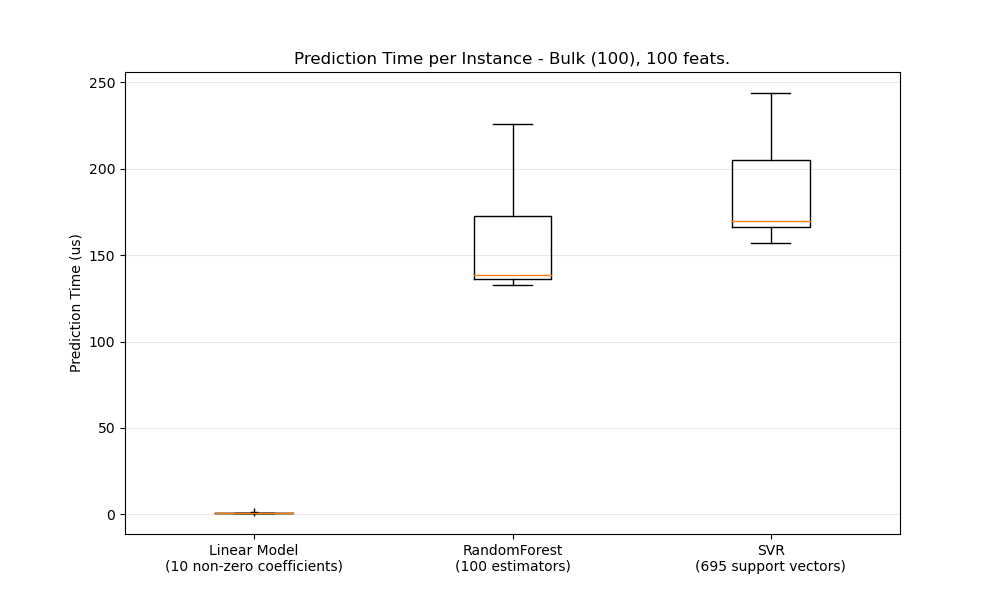 Prediction Time per Instance - Bulk (100), 100 feats.
Prediction Time (us)
250
200
150
100
50
0
Linear Model
(10 non-zero coefficients)
RandomForest
(100 estimators)
SVR
(695 support vectors)